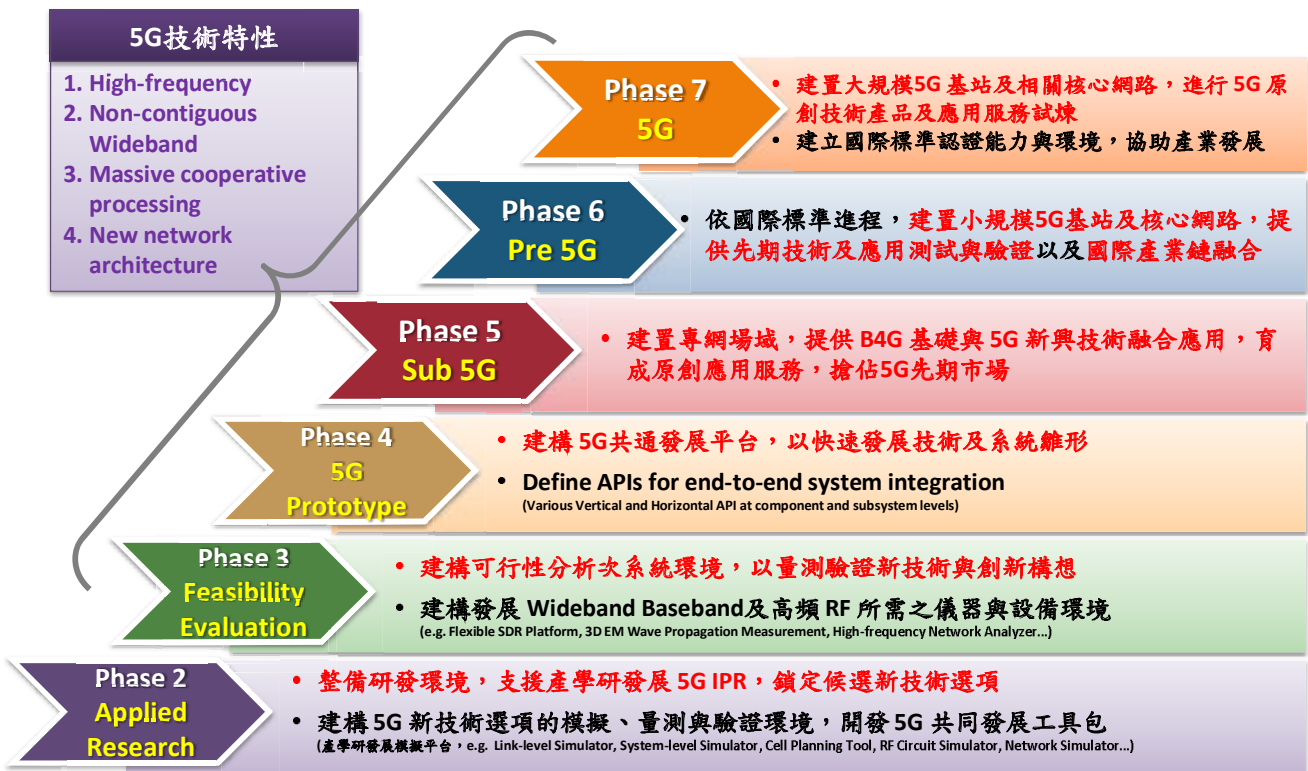 5G技術特性
1. High-frequency
2. Non-contiguous
Wideband
3. Massive cooperative
processing
4. New network
architecture
Phase 7
5G
• 建置大規模5G 基站及相關核心網路，進行 5G 原
創技術產品及應用服務試煉
• 建立國際標準認證能力與環境，協助產業發展
Phase 6
Pre 5G
• 依國際標準進程，建置小規模5G基站及核心網路，提
供先期技術及應用測試與驗證以及國際產業鏈融合
Phase 5
Sub 5G
• 建置專網場域，提供 B4G 基礎與 5G 新興技術融合應用，育
成原創應用服務，搶佔5G先期市場
Phase 4
5G
Prototype
• 建構 5G共通發展平台，以快速發展技術及系統雛形
• Define APIs for end-to-end system integration
(Various Vertical and Horizontal API at component and subsystem levels)
Phase 3
Feasibility
Evaluation
• 建構可行性分析次系統環境，以量測驗證新技術與創新構想
• 建構發展 Wideband Baseband及高頻 RF 所需之儀器與設備環境
(e.g. Flexible SDR Platform, 3D EM Wave Propagation Measurement, High-frequency Network Analyzer...)
Phase 2
Applied
Research
• 整備研發環境，支援產學研發展 5G IPR，鎖定候選新技術選項
• 建構 5G 新技術選項的模擬、量測與驗證環境，開發 5G 共同發展工具包
(產學研發展模擬平台，e.g. Link-level Simulator, System-level Simulator, Cell Planning Tool, RF Circuit Simulator, Network Simulator...)